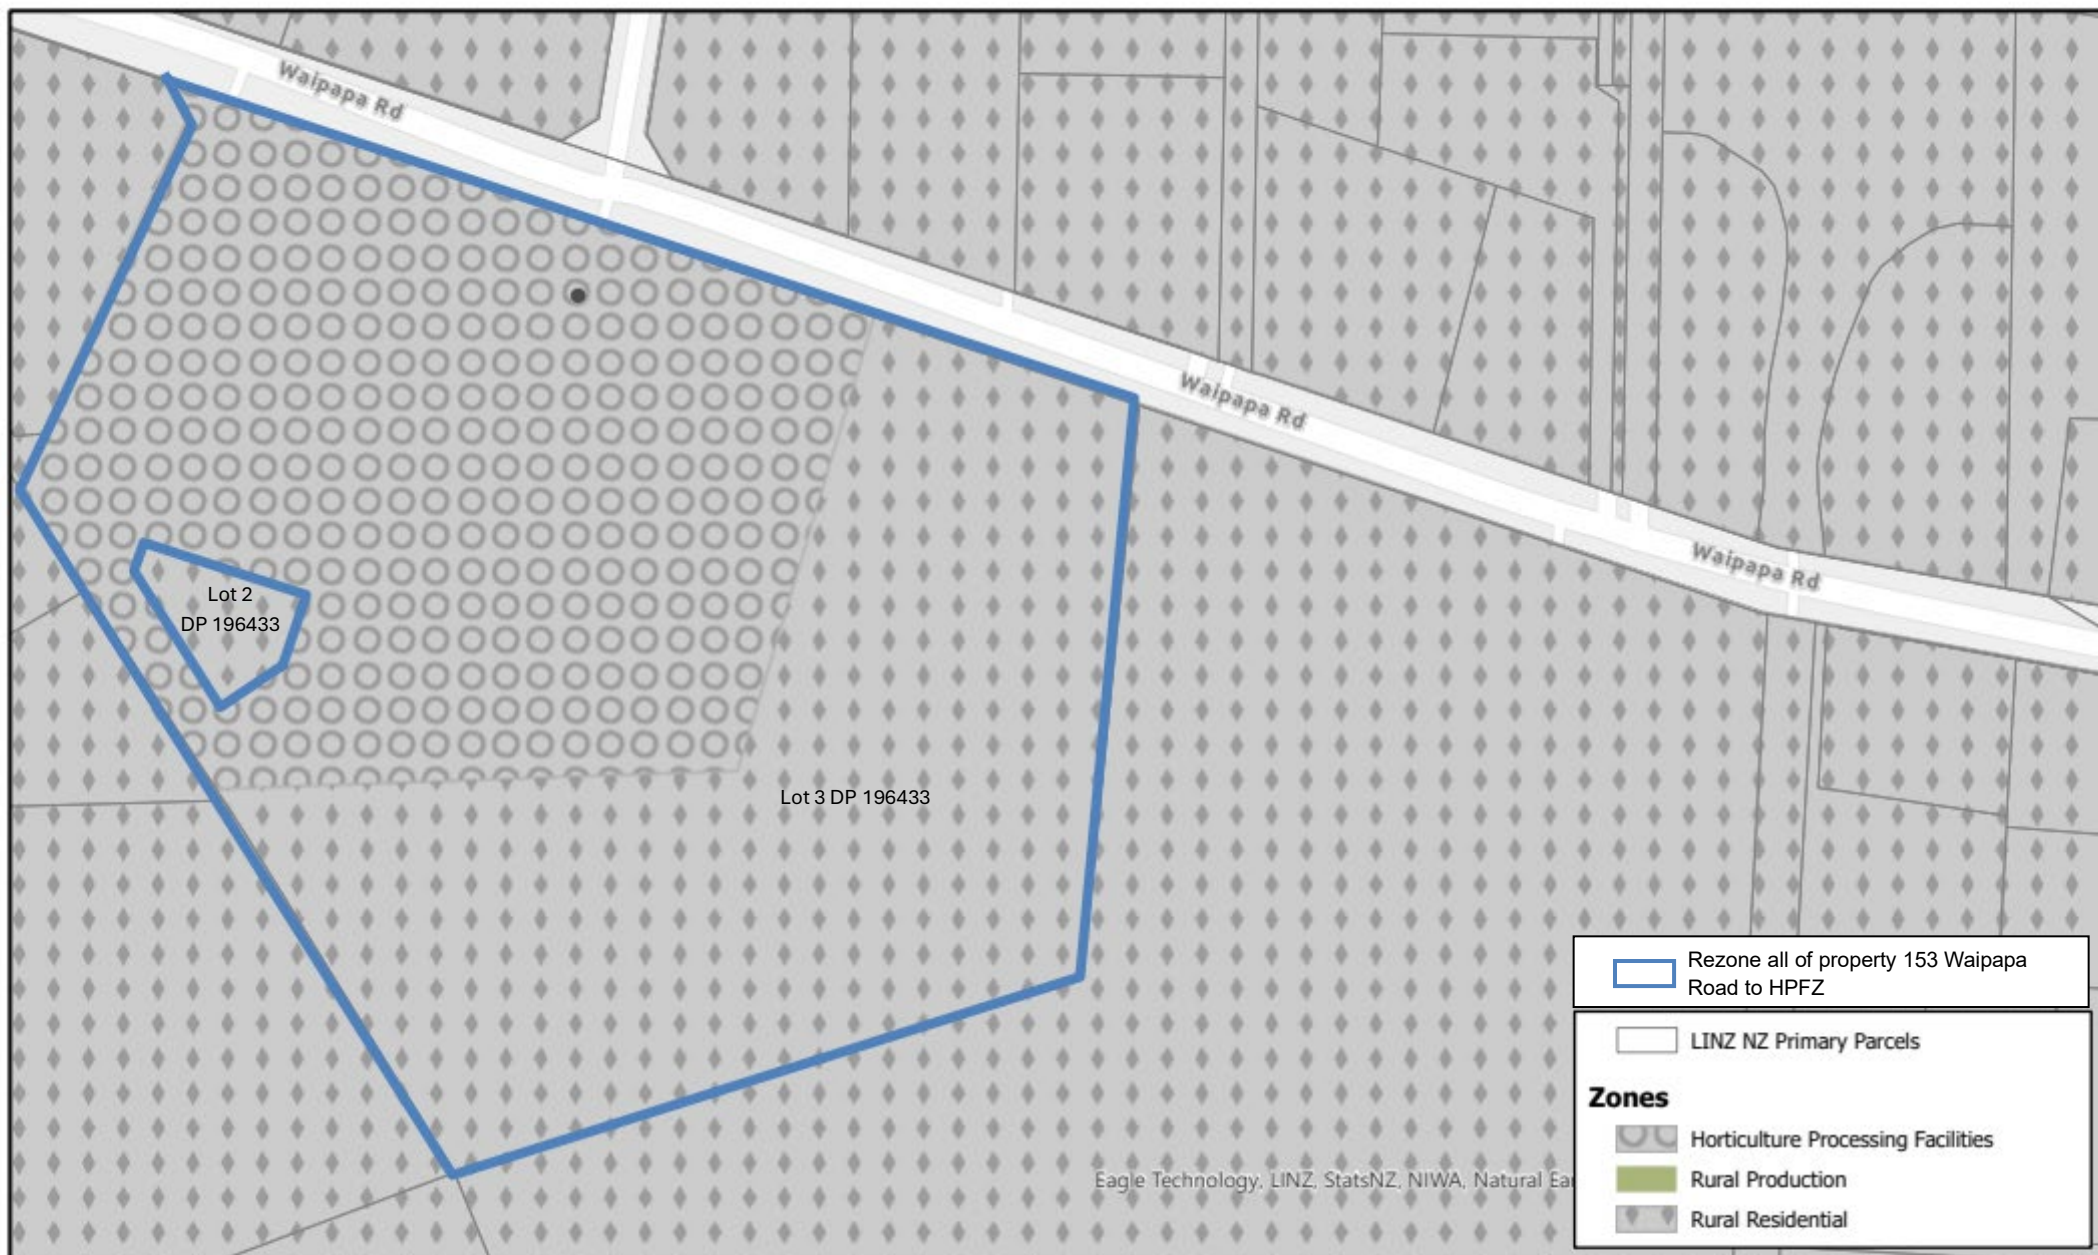 Waipapa Rd
Waipapa Rd
Waipapa Rd
Lot 2
DP 196433
Lot 3 DP 196433
Rezone all of property 153 Waipapa
Road to HPFZ
LINZ NZ Primary Parcels
Zones
Horticulture Processing Facilities
Rural Production
Rural Residential
Eagle Technology, LINZ, StatsNZ, NIWA, Natural Ea